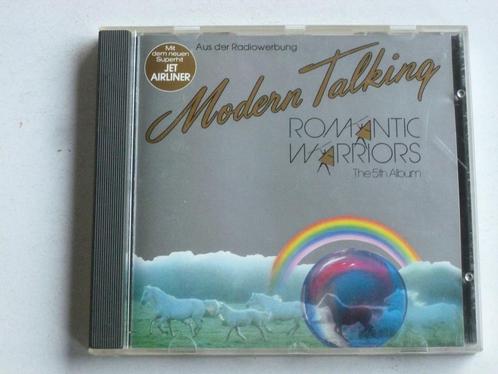 Mit
dem neuen
Superhit
JET
AIRLINER
Aus der Radiowerbung
Modern Talking
ROMANTIC
WARRIORS
The 5th Album